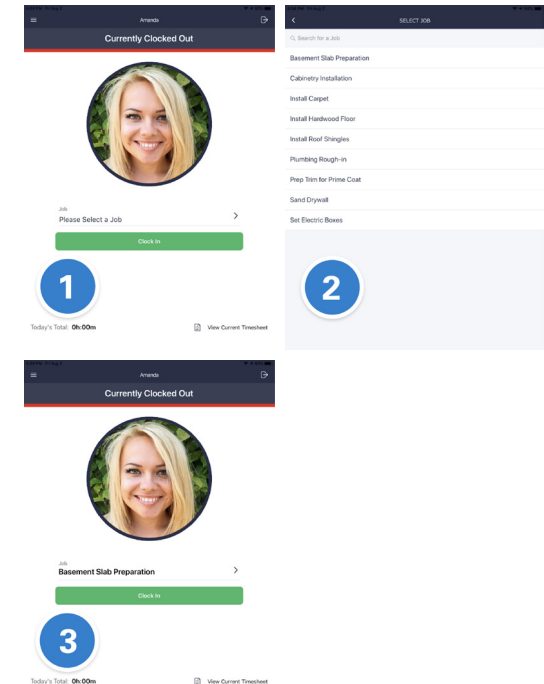 Amanda
Currently Clocked Out
Job
Please Select a Job
Clock In
1
Today's Total: 0h:00m
View Current Timesheet
SELECT JOB
Search for a Job
Basement Slab Preparation
Cabinetry Installation
Install Carpet
Install Hardwood Floor
Install Roof Shingles
Plumbing Rough-in
Prep Trim for Prime Coat
Sand Drywall
Set Electric Boxes
2
Amanda
Currently Clocked Out
Job
Basement Slab Preparation
Clock In
3
Today's Total: 0h:00m
View Current Timesheet